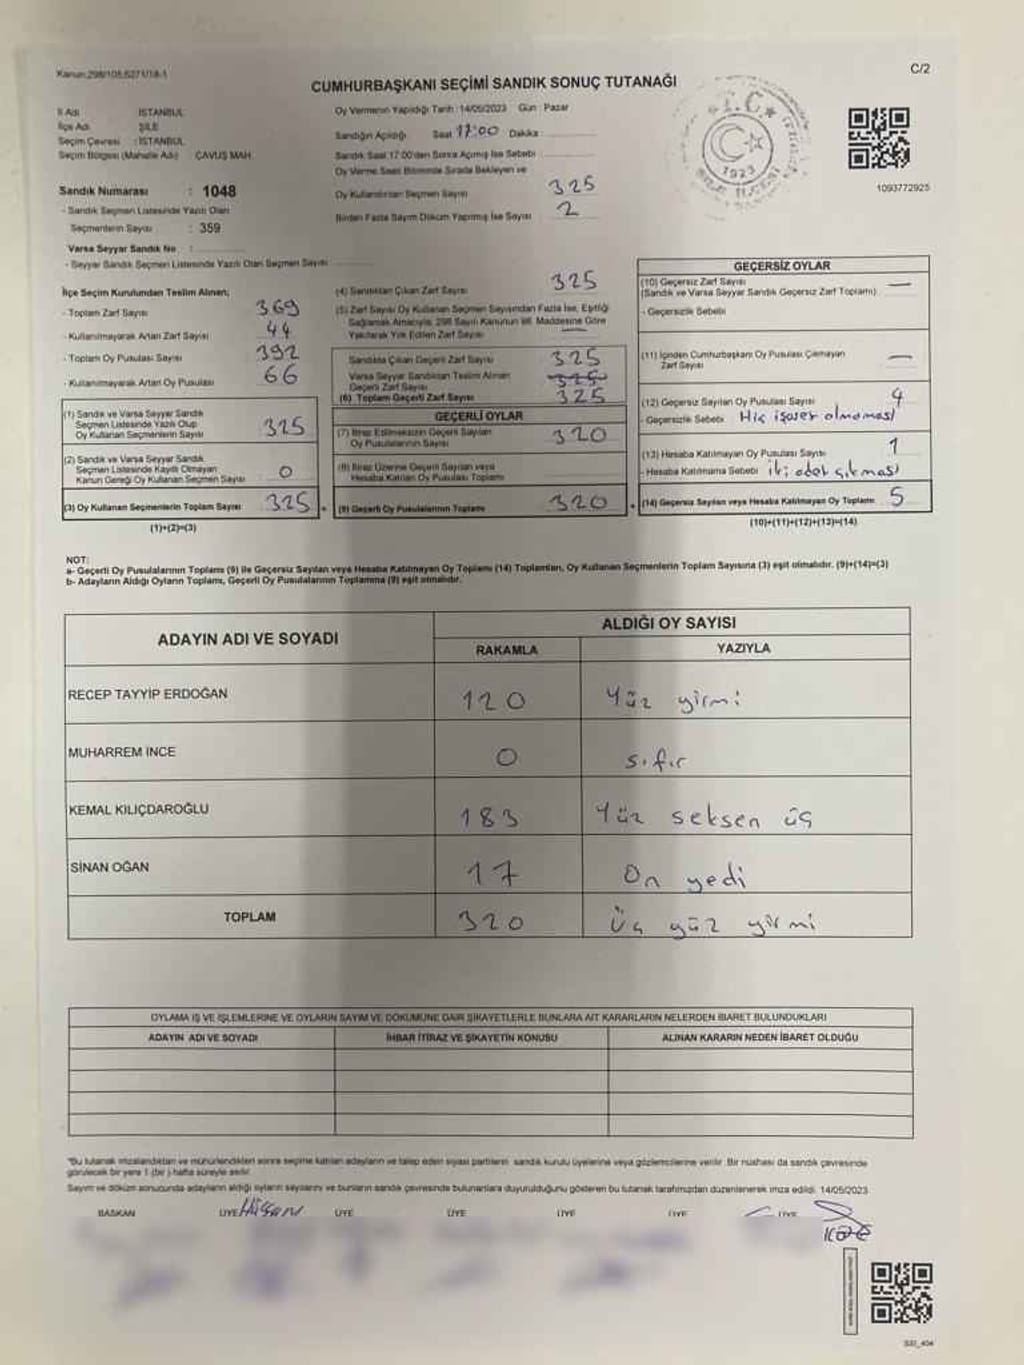 Kanun:298/105,6271/18-1
C/2
CUMHURBAŞKANI SEÇİMİ SANDIK SONUÇ TUTANAĞI
İl Adı : İSTANBUL
İlçe Adı : ŞİLE
Seçim Çevresi : İSTANBUL
Seçim Bölgesi (Mahalle Adı) : ÇAVUŞ MAH.
Oy Vermenin Yapıldığı Tarih : 14/05/2023 Gün : Pazar
Sandığın Açıldığı Saat 17:00 Dakika :
Sandık Saat 17:00'den Sonra Açılmış İse Sebebi :
Oy Verme Saati Bitiminde Sırada Bekleyen ve
Oy Kullandırılan Seçmen Sayısı 325
Birden Fazla Sayım Döküm Yapılmış İse Sayısı 2
T.C.
1923
1093772925
Sandık Numarası : 1048
- Sandık Seçmen Listesinde Yazılı Olan
Seçmenlerin Sayısı : 359
Varsa Seyyar Sandık No :
- Seyyar Sandık Seçmen Listesinde Yazılı Olan Seçmen Sayısı
İlçe Seçim Kurulundan Teslim Alınan;
- Toplam Zarf Sayısı 369
- Kullanılmayarak Artan Zarf Sayısı 44
- Toplam Oy Pusulası Sayısı 392
- Kullanılmayarak Artan Oy Pusulası 66
(1) Sandık ve Varsa Seyyar Sandık
Seçmen Listesinde Yazılı Olup
Oy Kullanan Seçmenlerin Sayısı 325
(2) Sandık ve Varsa Seyyar Sandık
Seçmen Listesinde Kayıtlı Olmayan
Kanun Gereği Oy Kullanan Seçmen Sayısı 0
(3) Oy Kullanan Seçmenlerin Toplam Sayısı 325
(1)+(2)=(3)
(4) Sandıktan Çıkan Zarf Sayısı 325
(5) Zarf Sayısı Oy Kullanan Seçmen Sayısından Fazla İse, Eşitliği
Sağlamak Amacıyla, 298 Sayılı Kanunun 98. Maddesine Göre
Yakılarak Yok Edilen Zarf Sayısı —
Sandıkta Çıkan Geçerli Zarf Sayısı 325
Varsa Seyyar Sandıktan Teslim Alınan
Geçerli Zarf Sayısı 325
(6) Toplam Geçerli Zarf Sayısı 325
GEÇERLİ OYLAR
(7) İtiraz Edilmeksizin Geçerli Sayılan
Oy Pusulalarının Sayısı 320
(8) İtiraz Üzerine Geçerli Sayılan veya
Hesaba Katılan Oy Pusulaları Toplamı
(9) Geçerli Oy Pusulalarının Toplamı 320
GEÇERSİZ OYLAR
(10) Geçersiz Zarf Sayısı —
(Sandık ve Varsa Seyyar Sandık Geçersiz Zarf Toplamı)
- Geçersizlik Sebebi
(11) İçinden Cumhurbaşkanı Oy Pusulası Çıkmayan
Zarf Sayısı —
(12) Geçersiz Sayılan Oy Pusulası Sayısı 4
- Geçersizlik Sebebi Hiç işaret olmaması
(13) Hesaba Katılmayan Oy Pusulası Sayısı 1
- Hesaba Katılmama Sebebi iki adet çıkması
(14) Geçersiz Sayılan veya Hesaba Katılmayan Oy Toplamı 5
(10)+(11)+(12)+(13)=(14)
NOT:
a- Geçerli Oy Pusulalarının Toplamı (9) ile Geçersiz Sayılan veya Hesaba Katılmayan Oy Toplamı (14) Toplamları, Oy Kullanan Seçmenlerin Toplam Sayısına (3) eşit olmalıdır. (9)+(14)=(3)
b- Adayların Aldığı Oyların Toplamı, Geçerli Oy Pusulalarının Toplamına (9) eşit olmalıdır.
ADAYIN ADI VE SOYADI
ALDIĞI OY SAYISI
RAKAMLA YAZIYLA
RECEP TAYYİP ERDOĞAN 120 Yüz yirmi
MUHARREM İNCE 0 sıfır
KEMAL KILIÇDAROĞLU 183 Yüz seksen üç
SİNAN OĞAN 17 On yedi
TOPLAM 320 Üç yüz yirmi
OYLAMA İŞ VE İŞLEMLERİNE VE OYLARIN SAYIM VE DÖKÜMÜNE DAİR ŞİKAYETLERLE BUNLARA AİT KARARLARIN NELERDEN İBARET BULUNDUKLARI
ADAYIN ADI VE SOYADI İHBAR İTİRAZ VE ŞİKAYETİN KONUSU ALINAN KARARIN NEDEN İBARET OLDUĞU
*Bu tutanak imzalandıktan ve mühürlendikten sonra seçime katılan adayların ve talep eden siyasi partilerin sandık kurulu üyelerine veya gözlemcilerine verilir. Bir nüshası da sandık çevresinde
görülecek bir yere 1 (bir) hafta süreyle asılır.
Sayım ve döküm sonucunda adayların aldığı oyların sayılarını ve bunların sandık çevresinde bulunanlara duyurulduğunu gösteren bu tutanak tarafımızdan düzenlenerek imza edildi. 14/05/2023
BAŞKAN ÜYE ÜYE ÜYE ÜYE ÜYE ÜYE